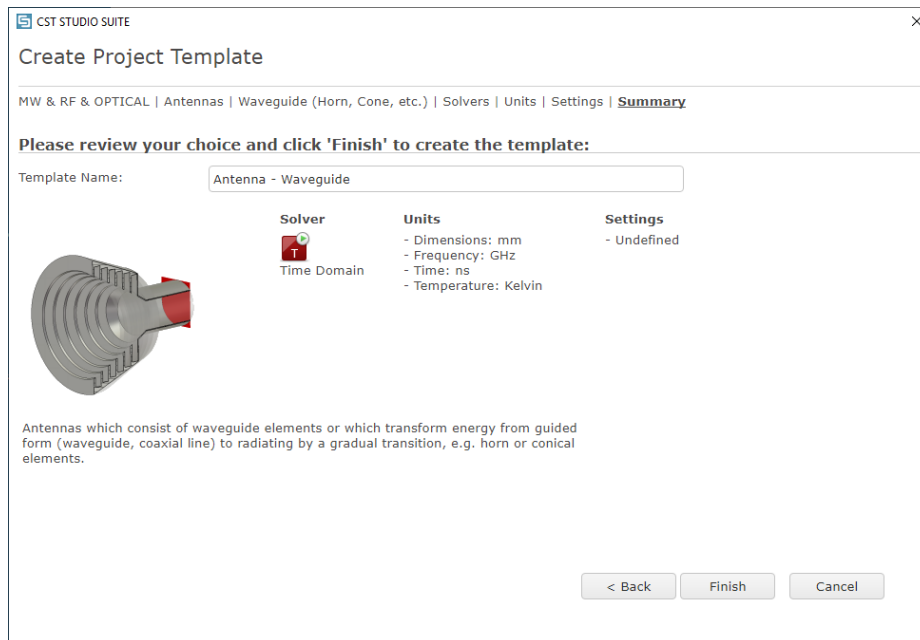 CST STUDIO SUITE
Create Project Template
MW & RF & OPTICAL | Antennas | Waveguide (Horn, Cone, etc.) | Solvers | Units | Settings | Summary
Please review your choice and click 'Finish' to create the template:
Template Name:
Antenna - Waveguide
Solver
T
Time Domain
Units
- Dimensions: mm
- Frequency: GHz
- Time: ns
- Temperature: Kelvin
Settings
- Undefined
Antennas which consist of waveguide elements or which transform energy from guided
form (waveguide, coaxial line) to radiating by a gradual transition, e.g. horn or conical
elements.
< Back
Finish
Cancel